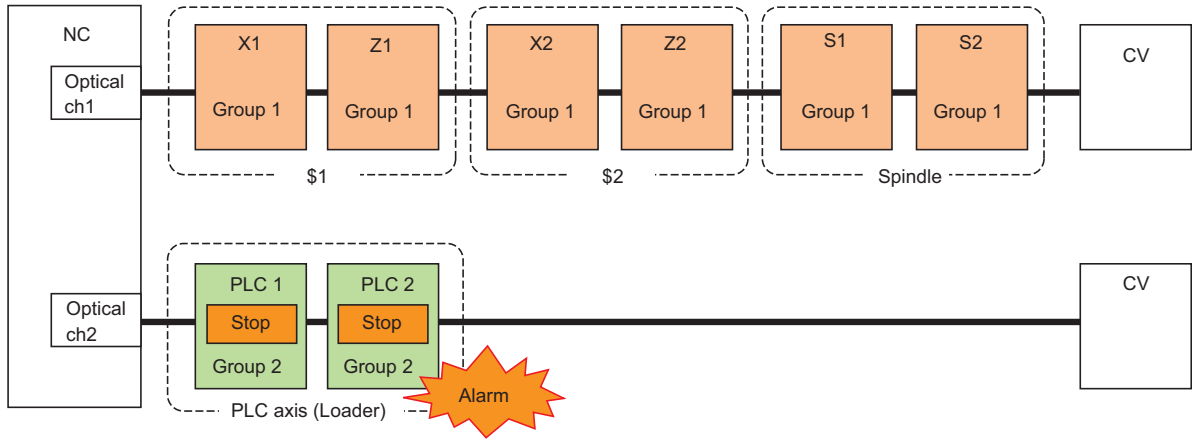 NC
Optical
ch1
X1
Group 1
Z1
Group 1
X2
Group 1
Z2
Group 1
S1
Group 1
S2
Group 1
CV
$1
$2
Spindle
Optical
ch2
PLC 1
Stop
Group 2
PLC 2
Stop
Group 2
CV
Alarm
PLC axis (Loader)